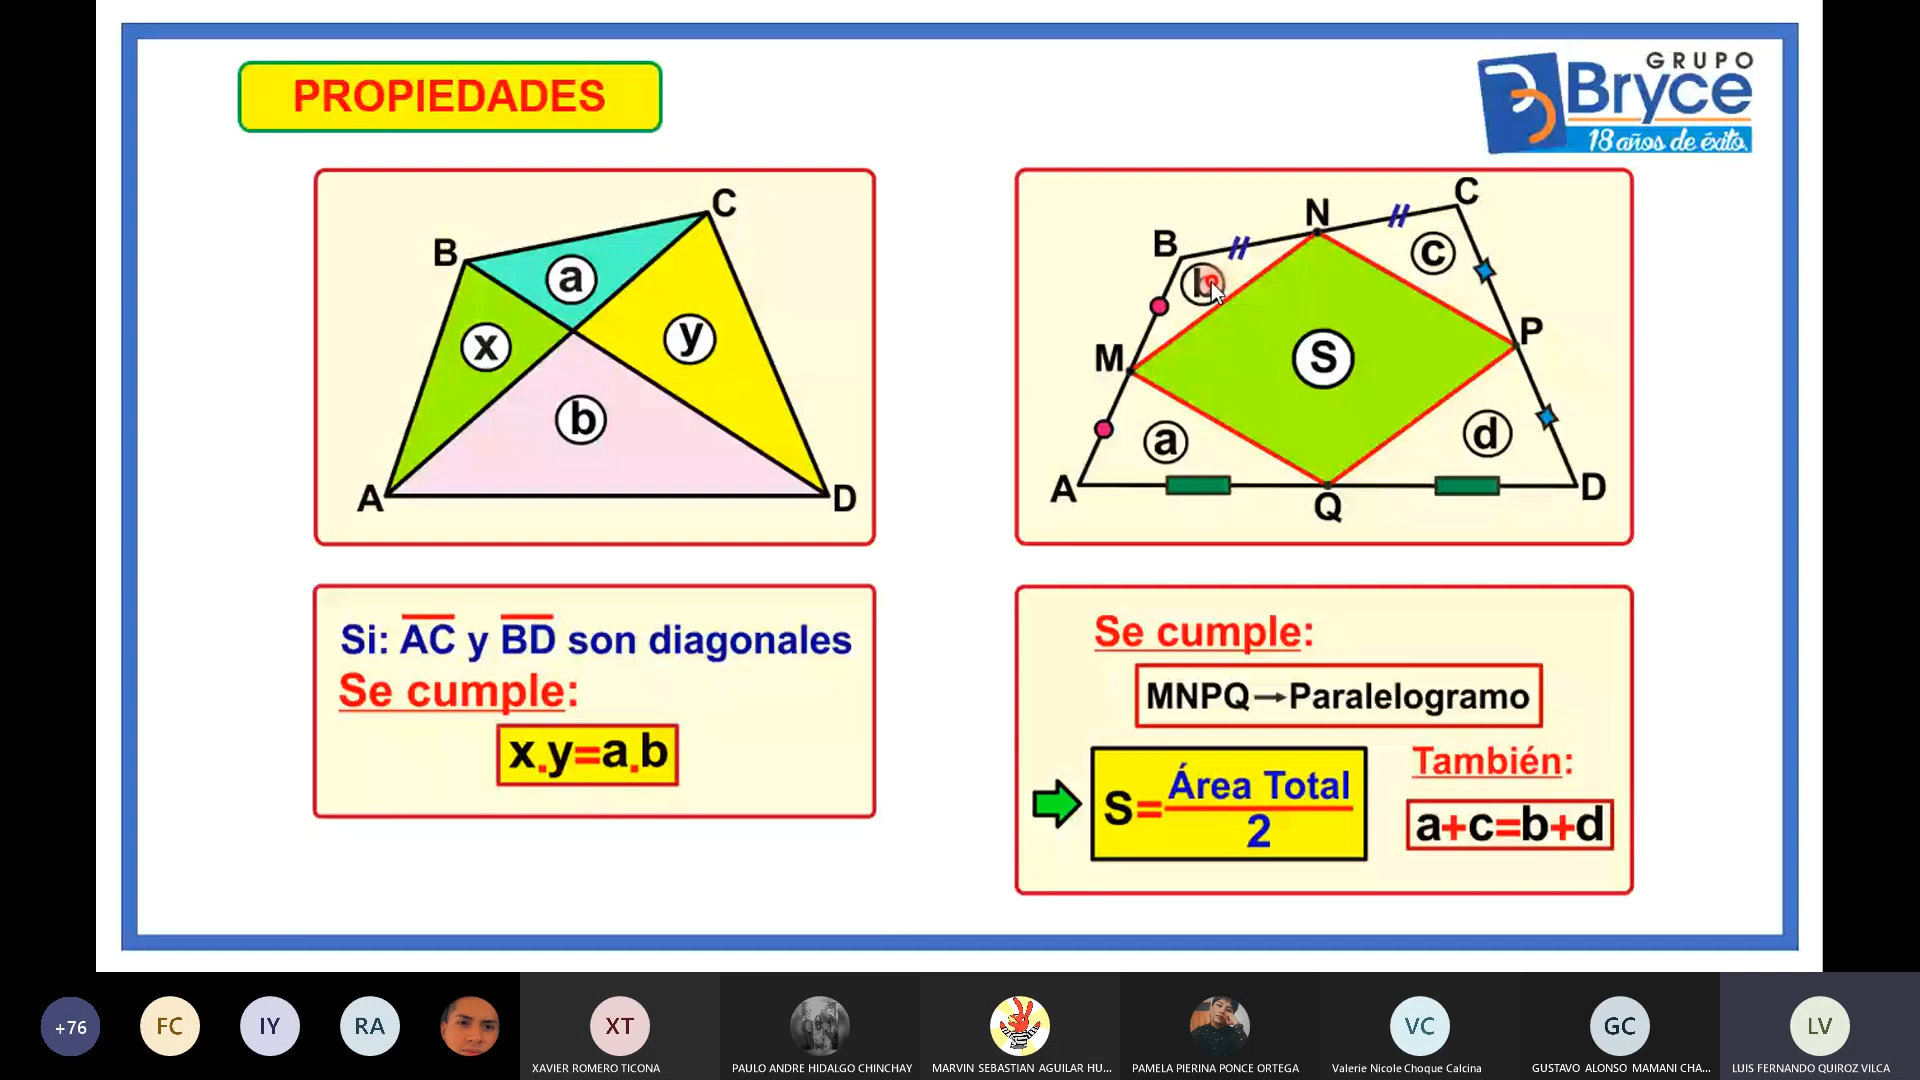 PROPIEDADES
GRUPO
Bryce
18 años de éxito.
B
C
a
x
y
b
A
D
N
C
B
b
c
M
S
P
a
d
A
Q
D
Si: AC y BD son diagonales
Se cumple:
x.y=a.b
Se cumple:
MNPQ→Paralelogramo
S=Área Total/2
También:
a+c=b+d
+76
FC
IY
RA
XT
VC
GC
LV
XAVIER ROMERO TICONA
PAULO ANDRE HIDALGO CHINCHAY
MARVIN SEBASTIAN AGUILAR HU...
PAMELA PIERINA PONCE ORTEGA
Valerie Nicole Choque Calcina
GUSTAVO ALONSO MAMANI CHA...
LUIS FERNANDO QUIROZ VILCA